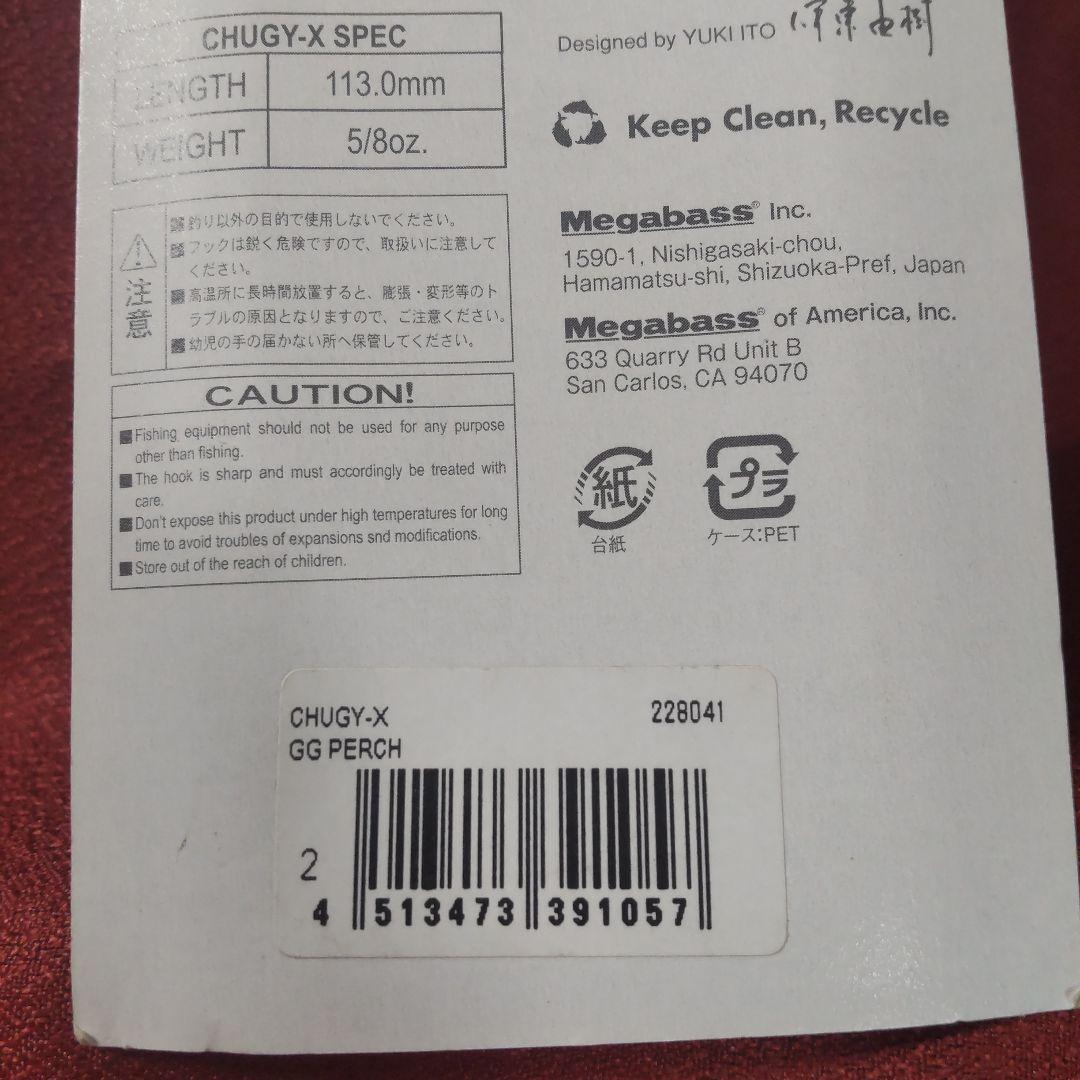 CHUGY-X SPEC
LENGTH 113.0mm
WEIGHT 5/8oz.
注意
釣り以外の目的で使用しないでください。
フックは鋭く危険ですので、取扱いに注意して
ください。
高温所に長時間放置すると、膨張・変形等のト
ラブルの原因となりますので、ご注意ください。
幼児の手の届かない所へ保管してください。
CAUTION!
Fishing equipment should not be used for any purpose
other than fishing.
The hook is sharp and must accordingly be treated with
care.
Don't expose this product under high temperatures for long
time to avoid troubles of expansions snd modifications.
Store out of the reach of children.
Designed by YUKI ITO
Keep Clean, Recycle
Megabass® Inc.
1590-1, Nishigasaki-chou,
Hamamatsu-shi, Shizuoka-Pref, Japan
Megabass® of America, Inc.
633 Quarry Rd Unit B
San Carlos, CA 94070
紙
台紙
プラ
ケース:PET
CHUGY-X 228041
GG PERCH
2
4 513473 391057